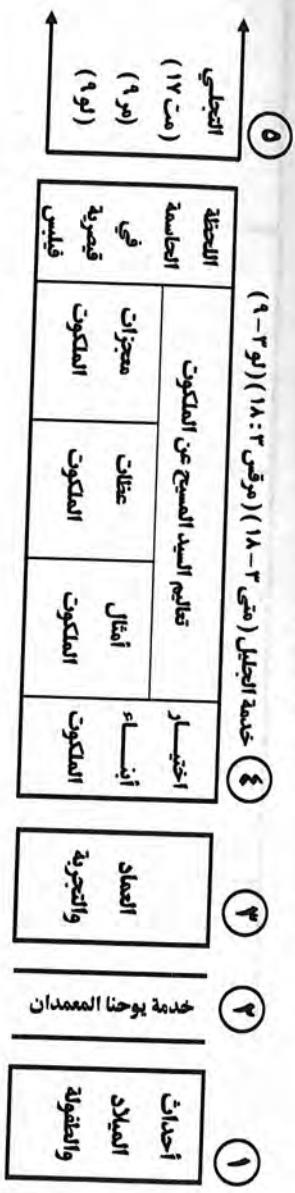 ١
أحداث
الميلاد
والطفولة
٢
خدمة يوحنا المعمدان
٣
العماد
والتجربة
٤ خدمة الجليل ( متى ٣ – ١٨ ) ( مرقس ٣ : ١٨ ) ( لو ٣ – ٩ )
اختيــار
أبنــاء
الملكوت
تعاليم السيد المسيح عن الملكوت
أمثال
الملكوت
عظات
الملكوت
معجزات
الملكوت
اللحظة
الحاسمة
في
قيصرية
فيلبس
٥
التجلي
( مت ١٧ )
( مر ٩ )
( لو ٩ )